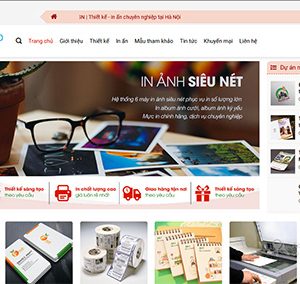 IN | Thiết kế - in ấn chuyên nghiệp tại Hà Nội
Trang chủ Giới thiệu Thiết kế In ấn Mẫu tham khảo Tin tức Khuyến mại Liên hệ
IN ẢNH SIÊU NÉT
Hệ thống 6 máy in ảnh siêu nét phục vụ in số lượng lớn
In album cưới, album ảnh kỷ yếu
Mực in chính hãng, dịch vụ chuyên nghiệp
Dự án
Thiết kế sáng tạo
theo yêu cầu
In chất lượng cao
giá luôn rẻ nhất
Giao hàng tận nơi
theo yêu cầu
Thiết kế sáng tạo
theo yêu cầu